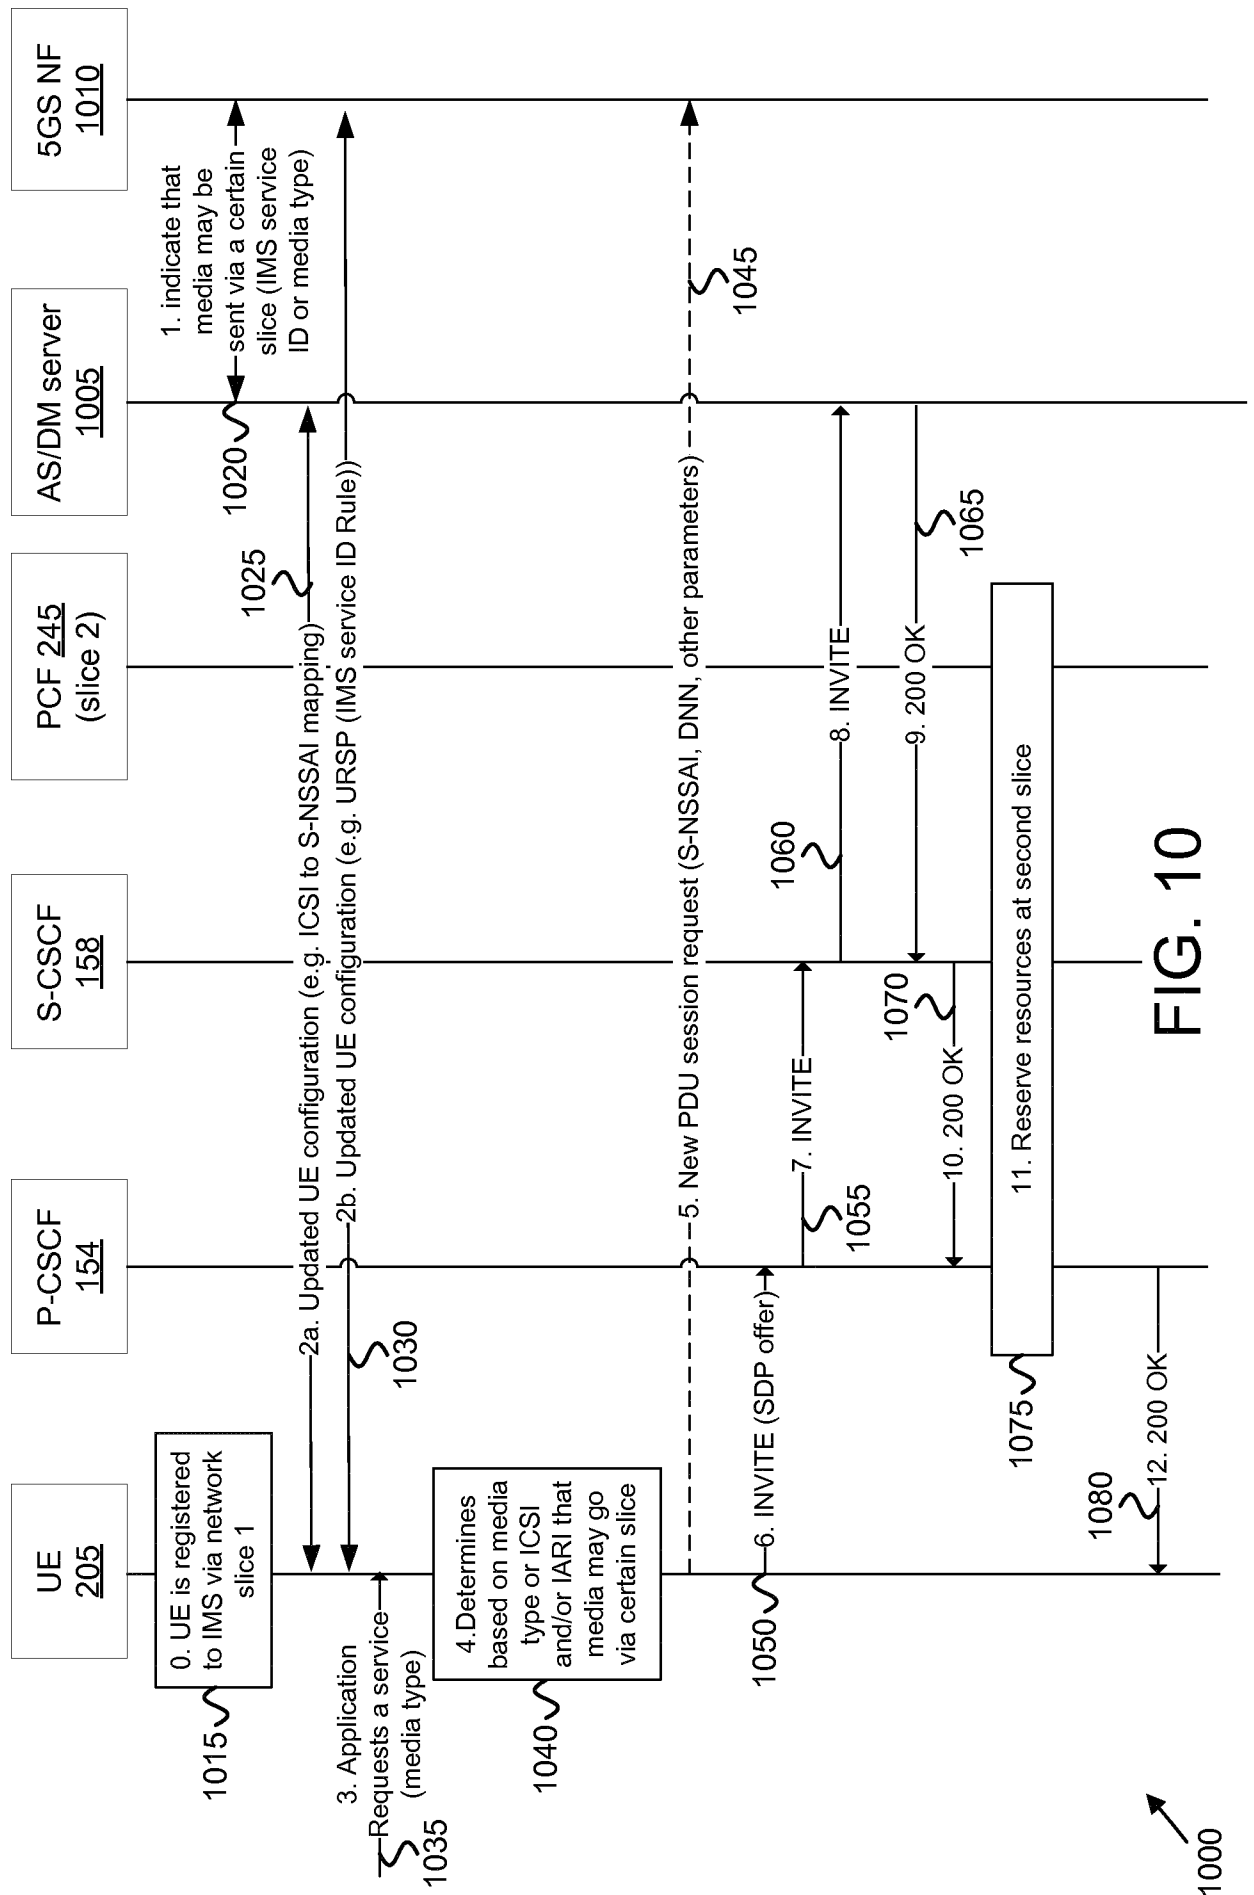 UE
205
P-CSCF
154
S-CSCF
158
PCF 245
(slice 2)
AS/DM server
1005
5GS NF
1010
0. UE is registered
to IMS via network
slice 1
1015
1. indicate that
media may be
sent via a certain
slice (IMS service
ID or media type)
1020
2a. Updated UE configuration (e.g. ICSI to S-NSSAI mapping)
1025
2b. Updated UE configuration (e.g. URSP (IMS service ID Rule))
1030
3. Application
Requests a service
(media type)
1035
4.Determines
based on media
type or ICSI
and/or IARI that
media may go
via certain slice
1040
5. New PDU session request (S-NSSAI, DNN, other parameters)
1045
6. INVITE (SDP offer)
1050
7. INVITE
1055
8. INVITE
1060
9. 200 OK
1065
10. 200 OK
1070
11. Reserve resources at second slice
1075
12. 200 OK
1080
1000
FIG. 10